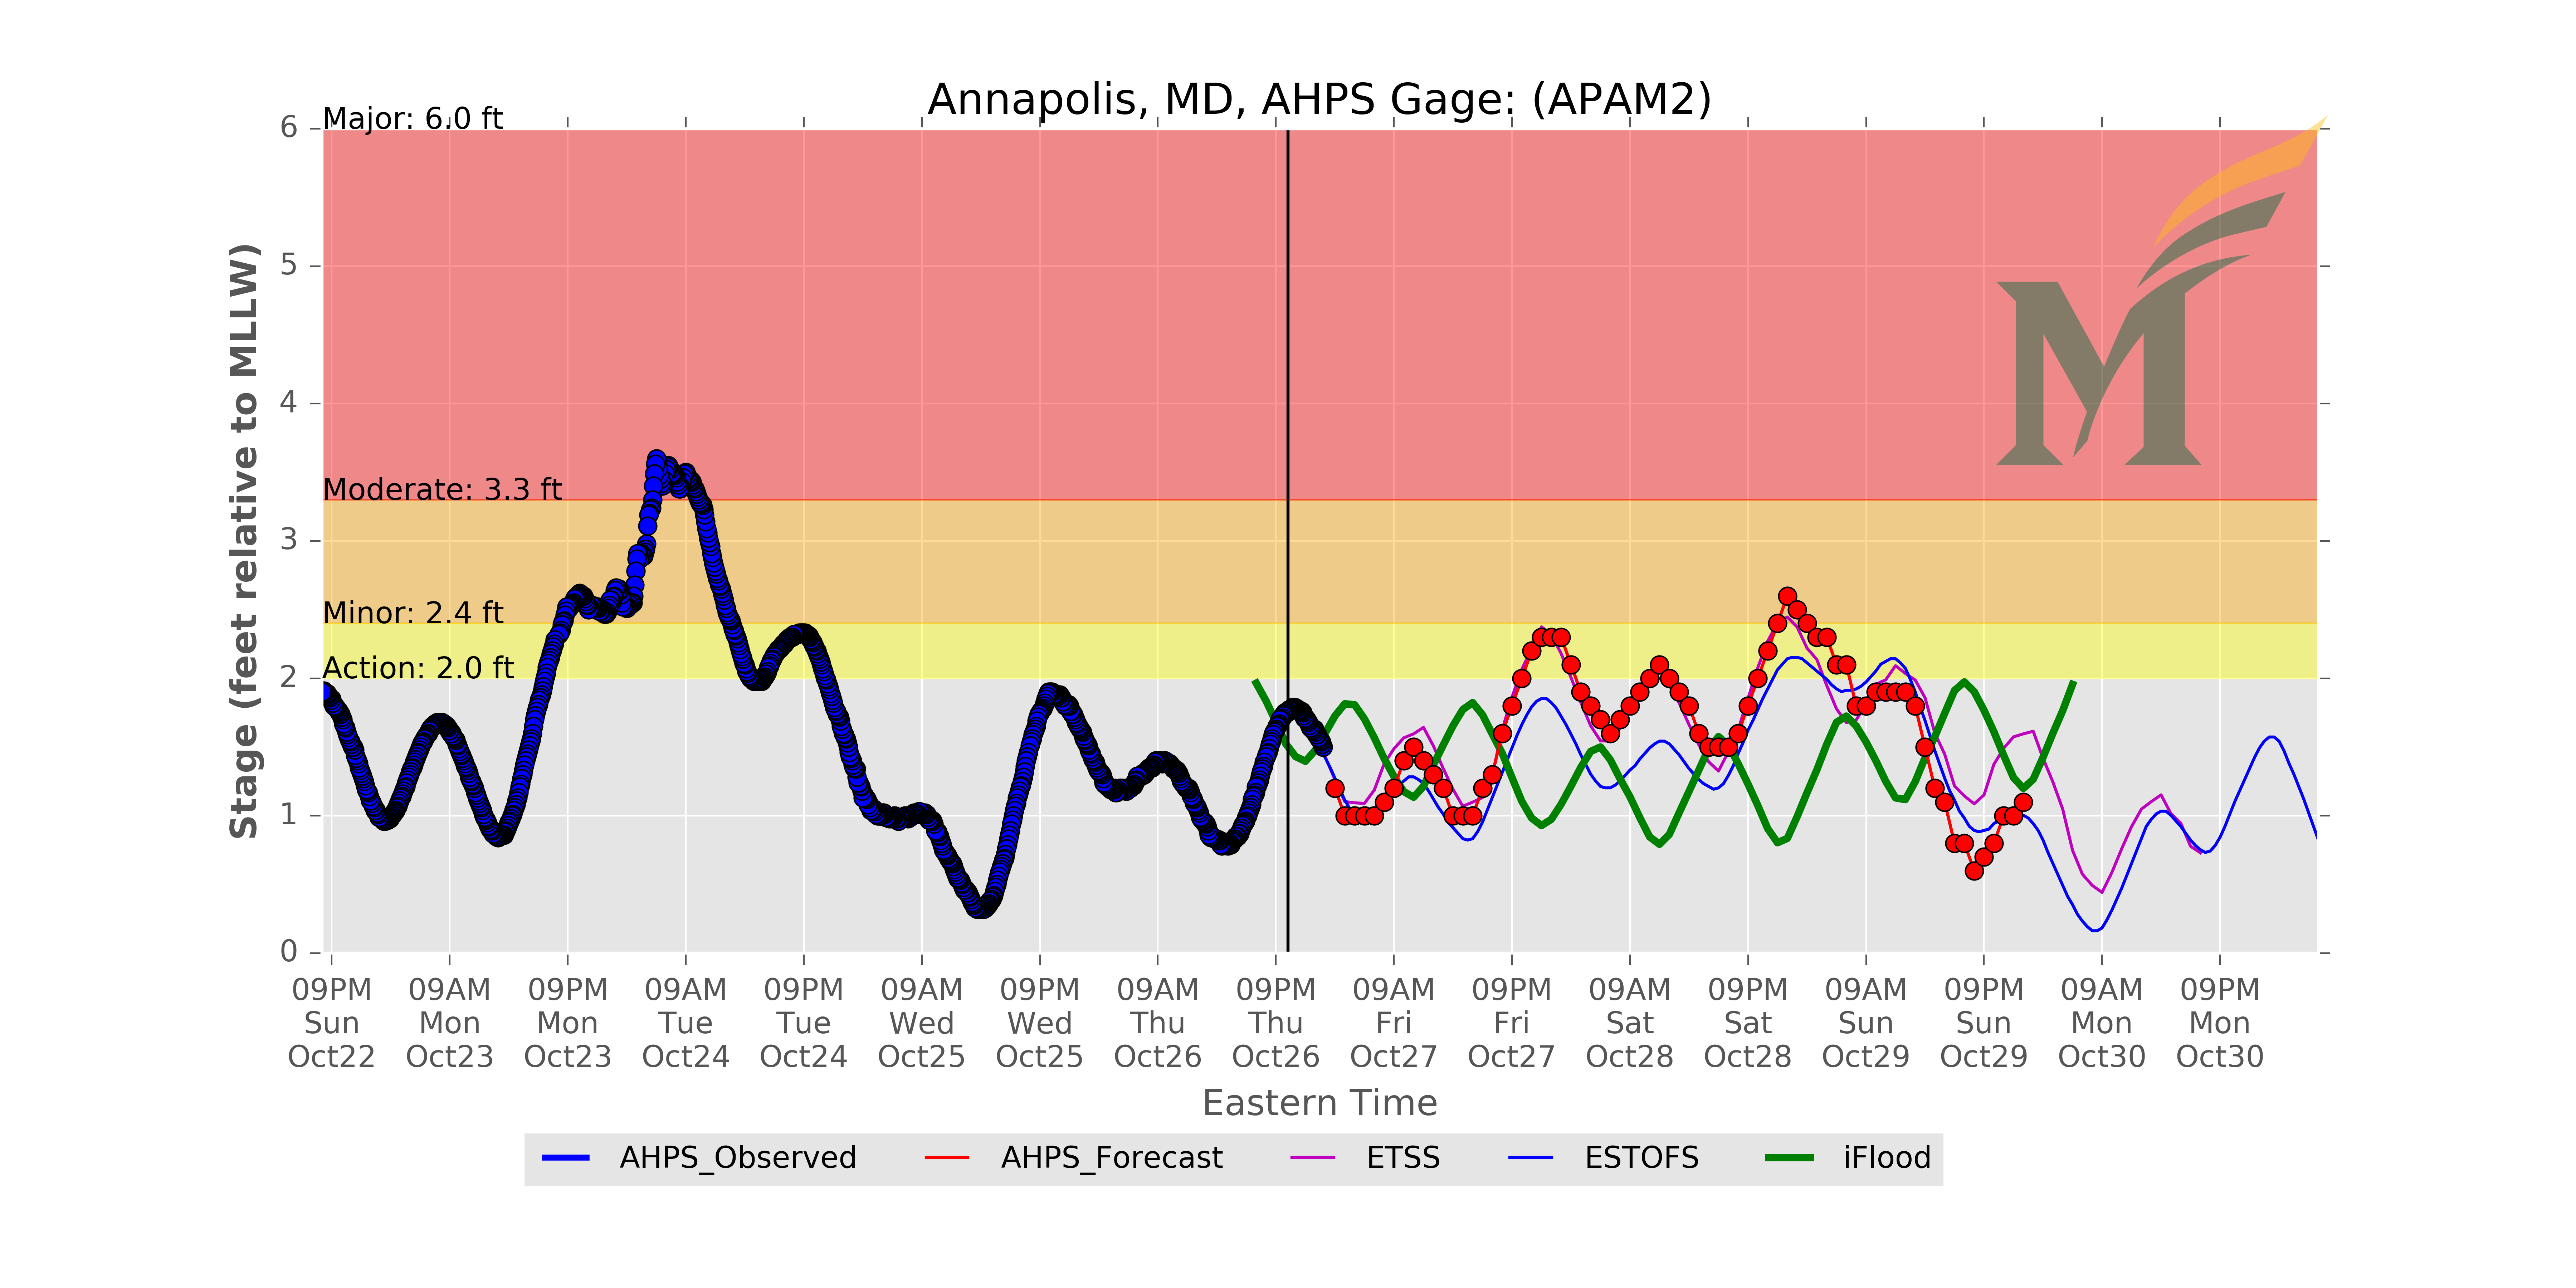 Annapolis, MD, AHPS Gage: (APAM2)
Major: 6.0 ft
Moderate: 3.3 ft
Minor: 2.4 ft
Action: 2.0 ft
Stage (feet relative to MLLW)
6
5
4
3
2
1
0
09PM 09AM 09PM 09AM 09PM 09AM 09PM 09AM 09PM 09AM 09PM 09AM 09PM 09AM 09PM 09AM 09PM
Sun Mon Mon Tue Tue Wed Wed Thu Thu Fri Fri Sat Sat Sun Sun Mon Mon
Oct22 Oct23 Oct23 Oct24 Oct24 Oct25 Oct25 Oct26 Oct26 Oct27 Oct27 Oct28 Oct28 Oct29 Oct29 Oct30 Oct30
Eastern Time
AHPS_Observed AHPS_Forecast ETSS ESTOFS iFlood
M